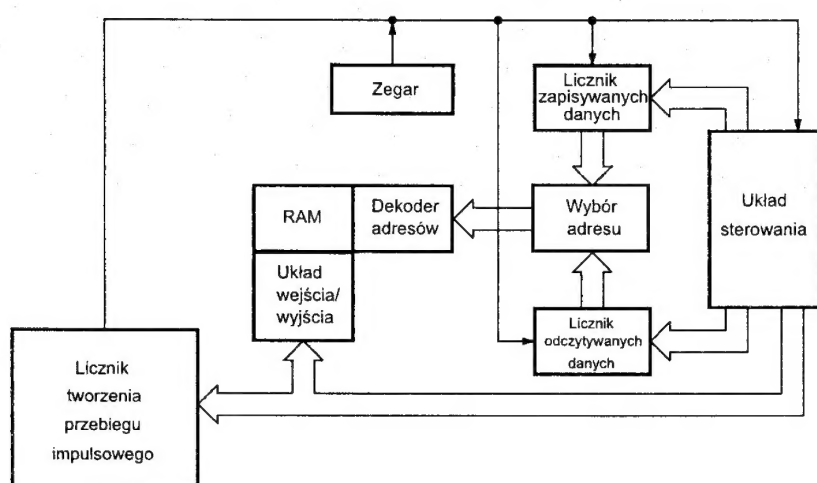 Zegar
Licznik
zapisywanych
danych
Układ
sterowania
RAM
Dekoder
adresów
Wybór
adresu
Układ
wejścia/
wyjścia
Licznik
odczytywanych
danych
Licznik
tworzenia
przebiegu
impulsowego